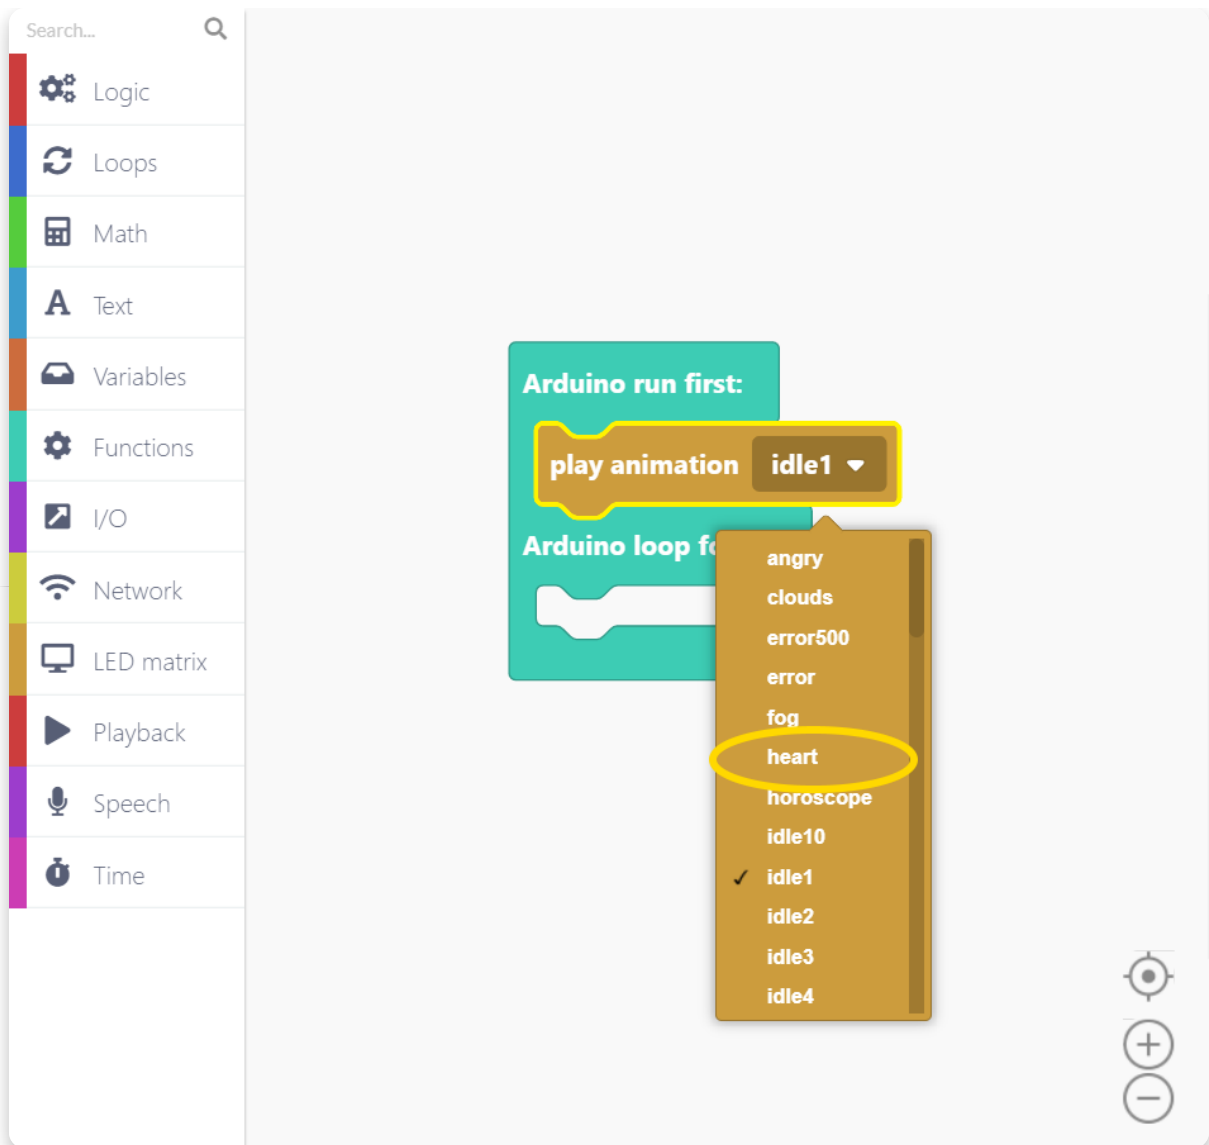 Search...
Logic
Loops
Math
Text
Variables
Functions
I/O
Network
LED matrix
Playback
Speech
Time
Arduino run first:
play animation idle1
Arduino loop fo
angry
clouds
error500
error
fog
heart
horoscope
idle10
idle1
idle2
idle3
idle4